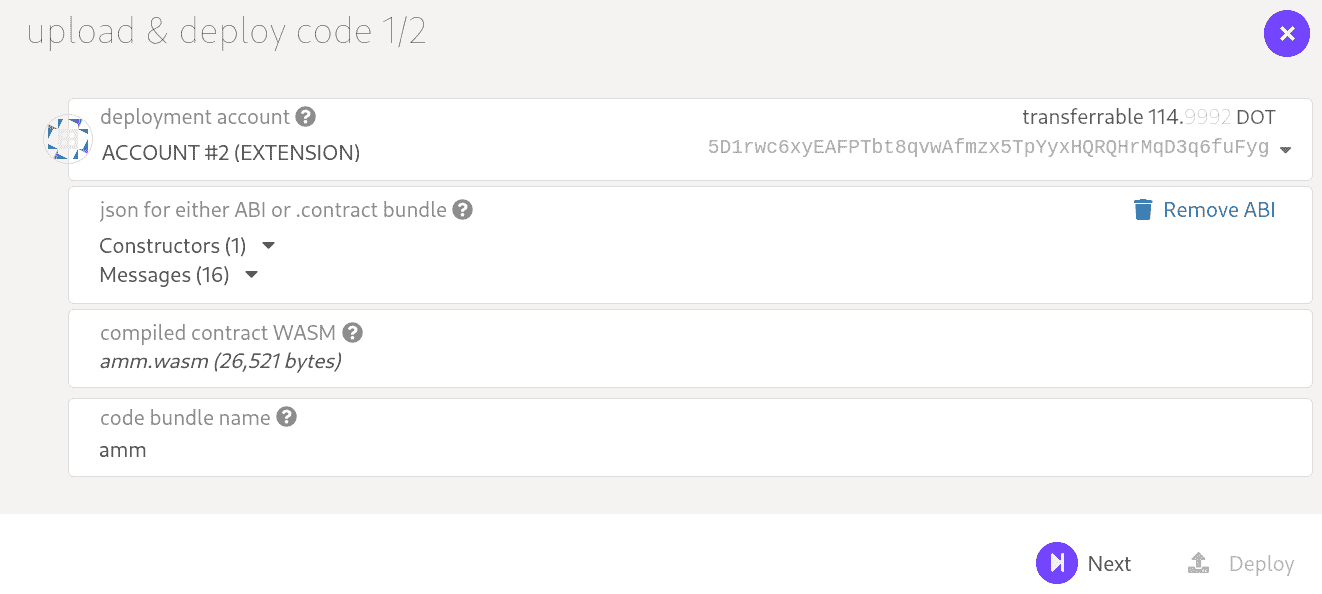 upload & deploy code 1/2
deployment account
transferrable 114.9992 DOT
ACCOUNT #2 (EXTENSION)
5D1rwc6xyEAFPTbt8qvwAfmzx5TpYyxHQRQHrMqD3q6fuFyg
json for either ABI or .contract bundle
Remove ABI
Constructors (1)
Messages (16)
compiled contract WASM
amm.wasm (26,521 bytes)
code bundle name
amm
Next
Deploy